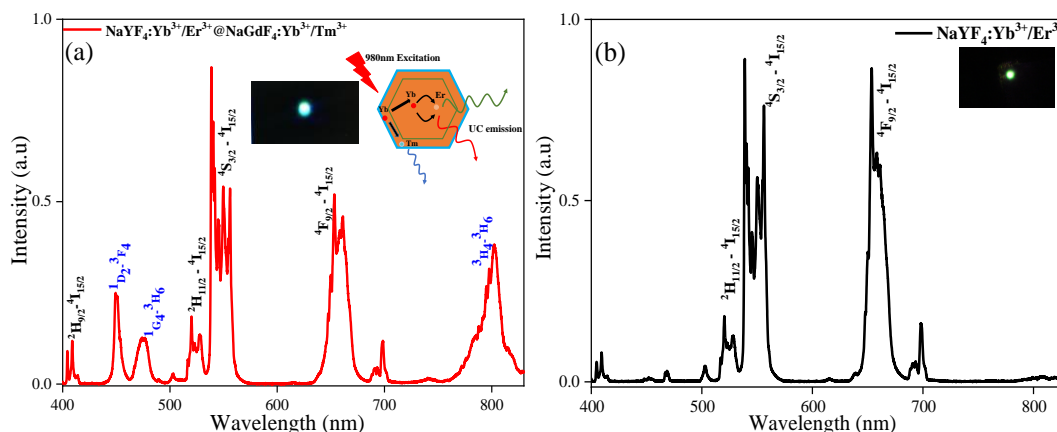 (a)
NaYF₄:Yb³⁺/Er³⁺@NaGdF₄:Yb³⁺/Tm³⁺
980nm Excitation
Yb
Yb
Er
Tm
UC emission
²H₉/₂-⁴I₁₅/₂
¹D₂-³F₄
¹G₄-³H₆
²H₁₁/₂ - ⁴I₁₅/₂
⁴S₃/₂ - ⁴I₁₅/₂
⁴F₉/₂ - ⁴I₁₅/₂
³H₄-³H₆
Intensity (a.u)
1.0
0.5
0.0
400
500
600
700
800
Wavelength (nm)
(b)
NaYF₄:Yb³⁺/Er³
²H₁₁/₂ - ⁴I₁₅/₂
⁴S₃/₂ - ⁴I₁₅/₂
⁴F₉/₂ - ⁴I₁₅/₂
Intensity (a.u)
1.0
0.5
0.0
400
500
600
700
800
Wavelength (nm)